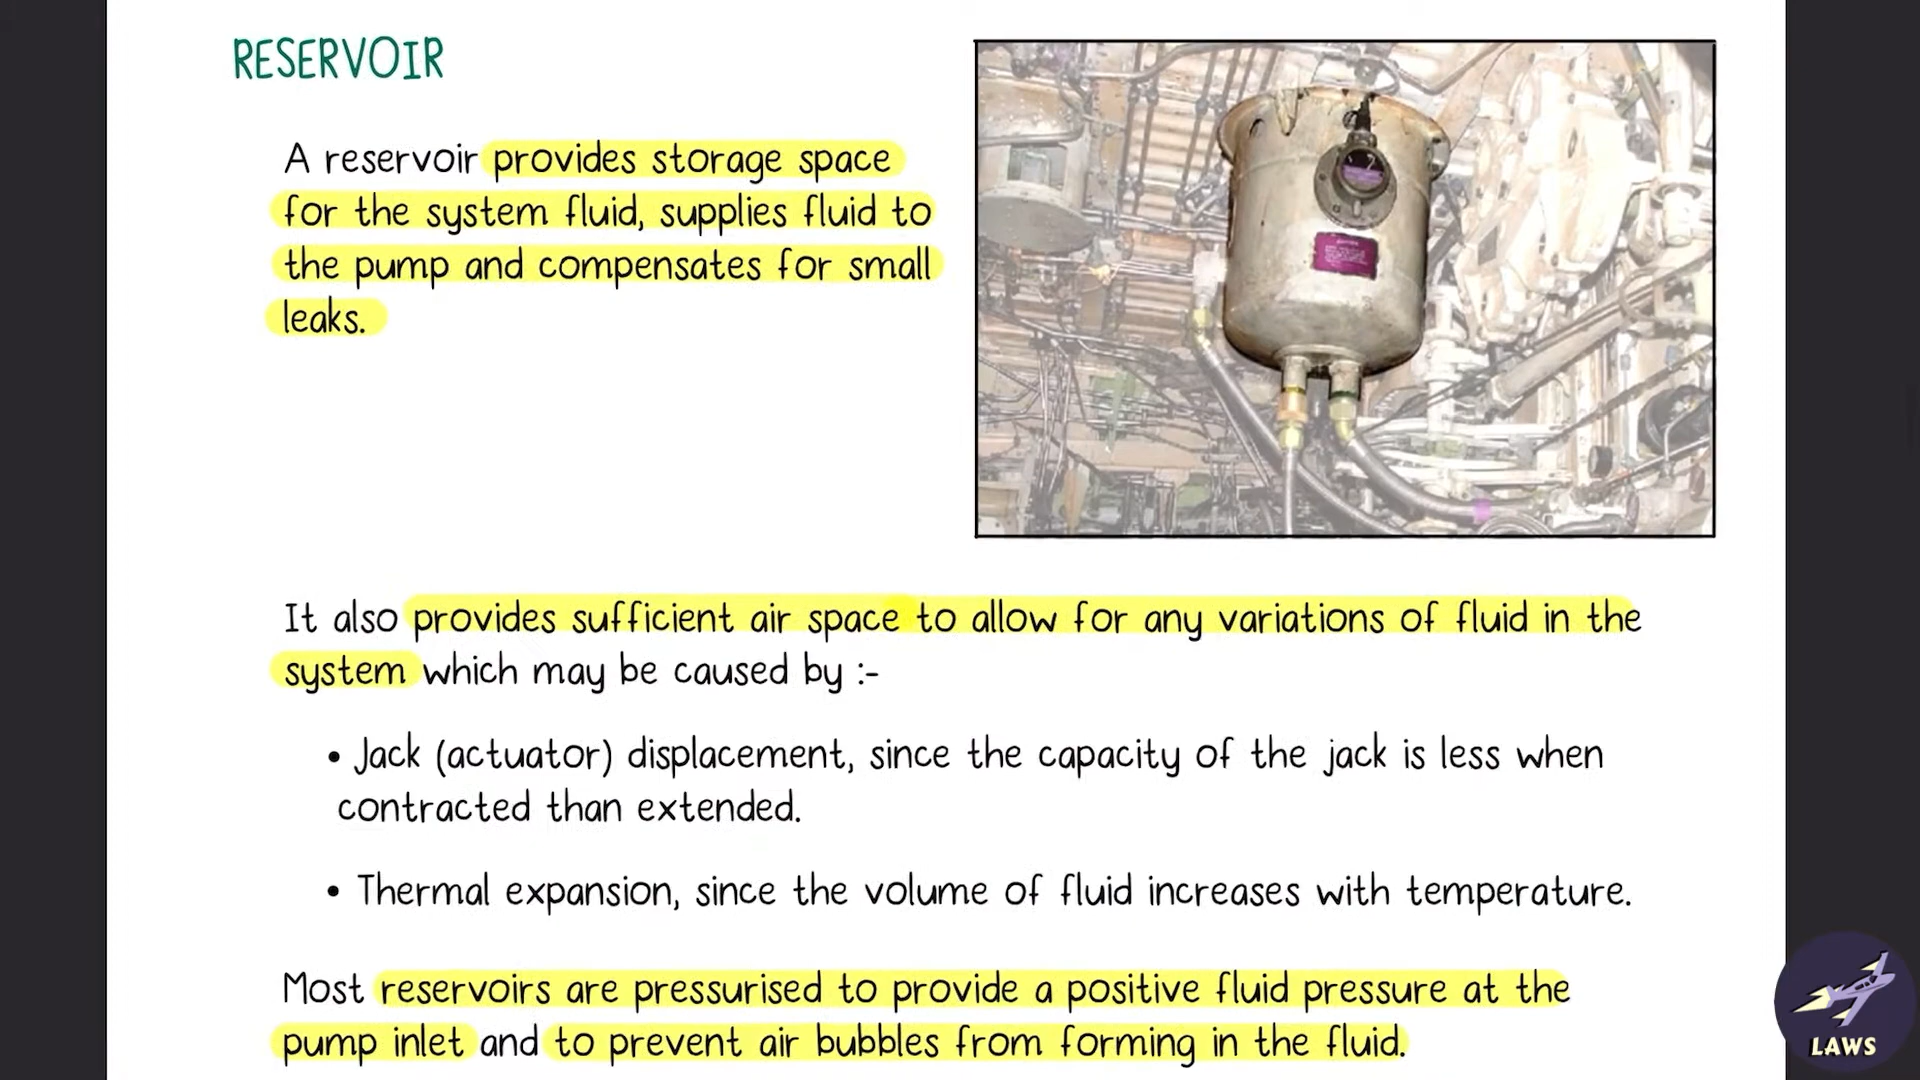 RESERVOIR
A reservoir provides storage space
for the system fluid, supplies fluid to
the pump and compensates for small
leaks.
It also provides sufficient air space to allow for any variations of fluid in the
system which may be caused by :-
• Jack (actuator) displacement, since the capacity of the jack is less when
contracted than extended.
• Thermal expansion, since the volume of fluid increases with temperature.
Most reservoirs are pressurised to provide a positive fluid pressure at the
pump inlet and to prevent air bubbles from forming in the fluid.
LAWS